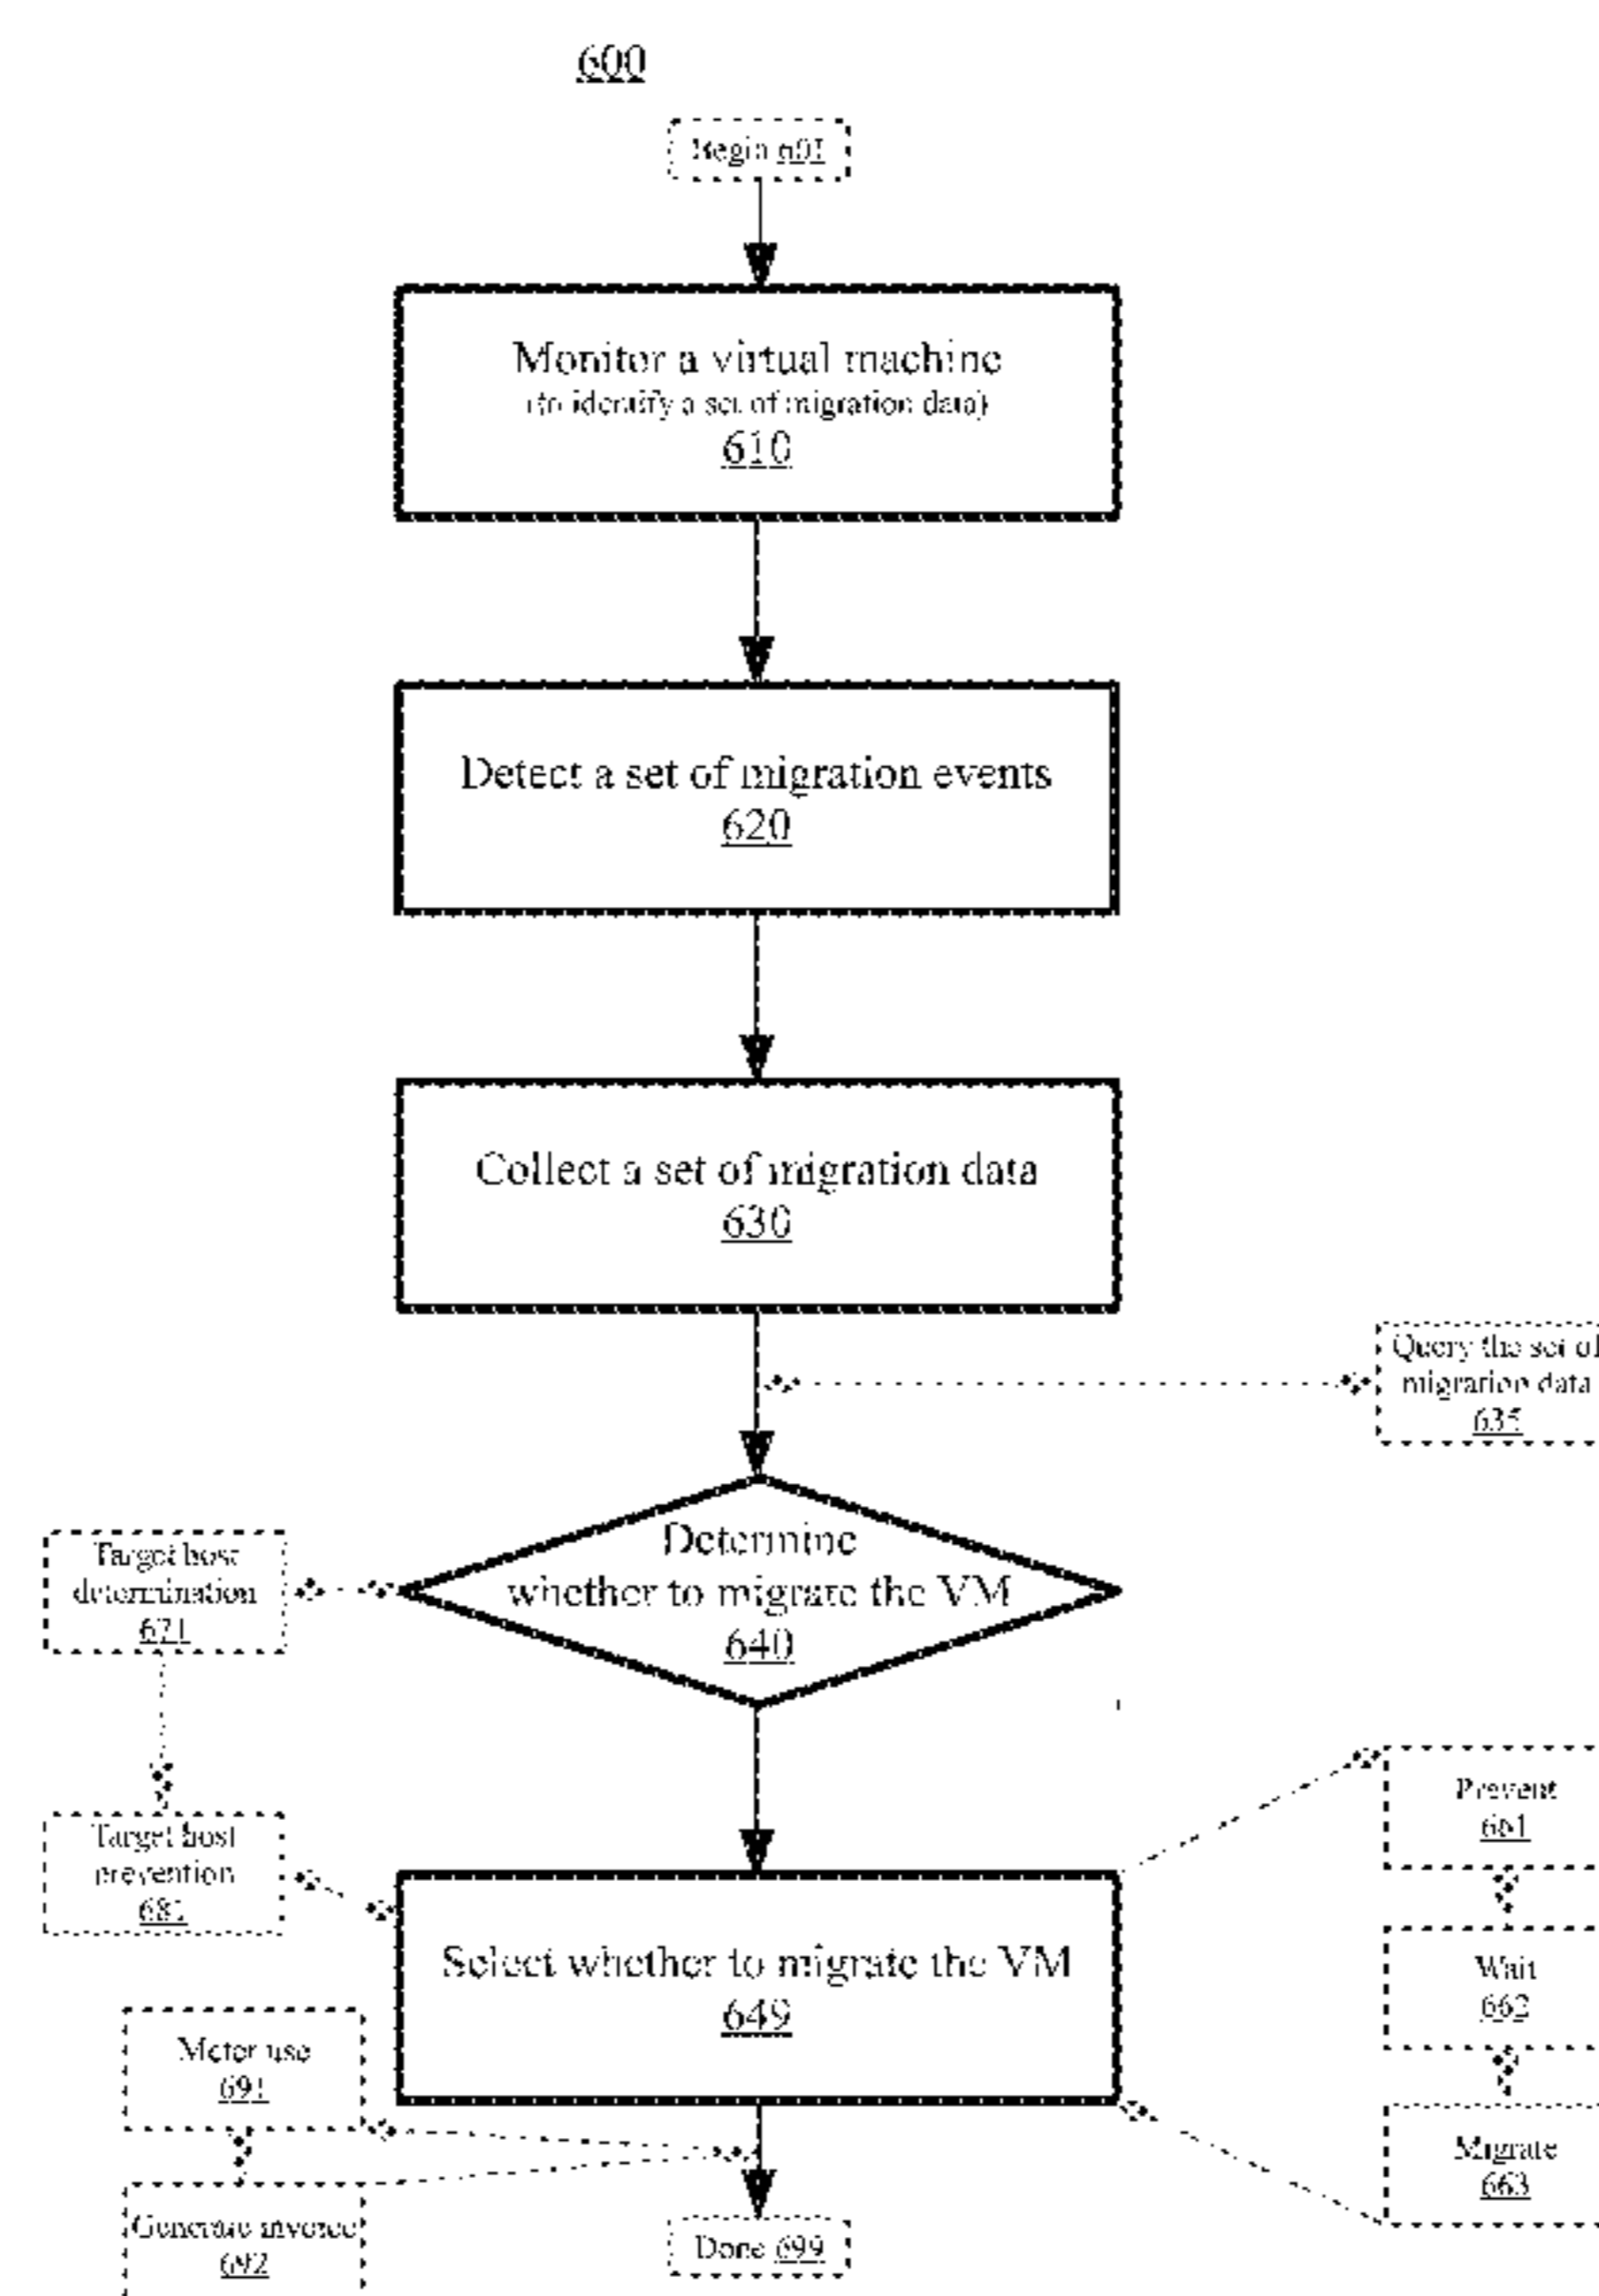 600
Begin 601
Monitor a virtual machine
(to identify a set of migration data)
610
Detect a set of migration events
620
Collect a set of migration data
630
Query the set of
migration data
635
Determine
whether to migrate the VM
640
Target host
determination
671
Target host
prevention
681
Prevent
661
Wait
662
Migrate
663
Select whether to migrate the VM
649
Meter use
691
Generate invoice
692
Done 699